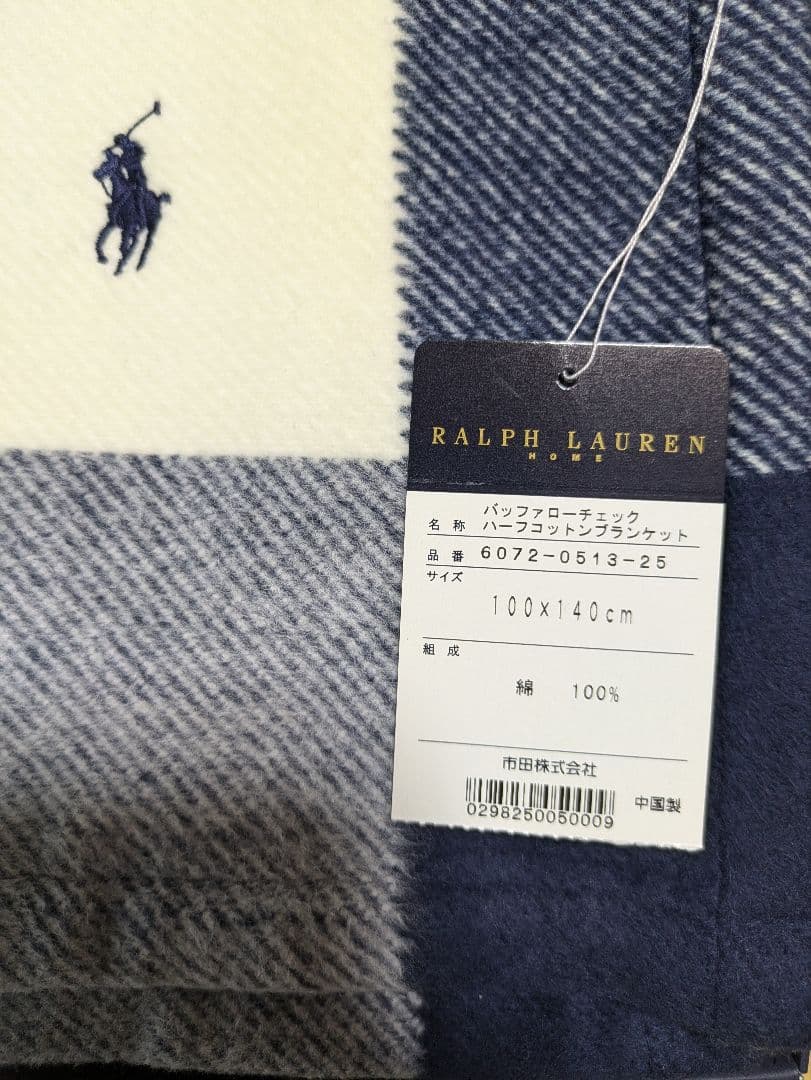 RALPH LAUREN
HOME
名称 バッファローチェック
ハーフコットンブランケット
品番 6072-0513-25
サイズ
100×140cm
組成
綿 100%
市田株式会社
0298250050009
中国製